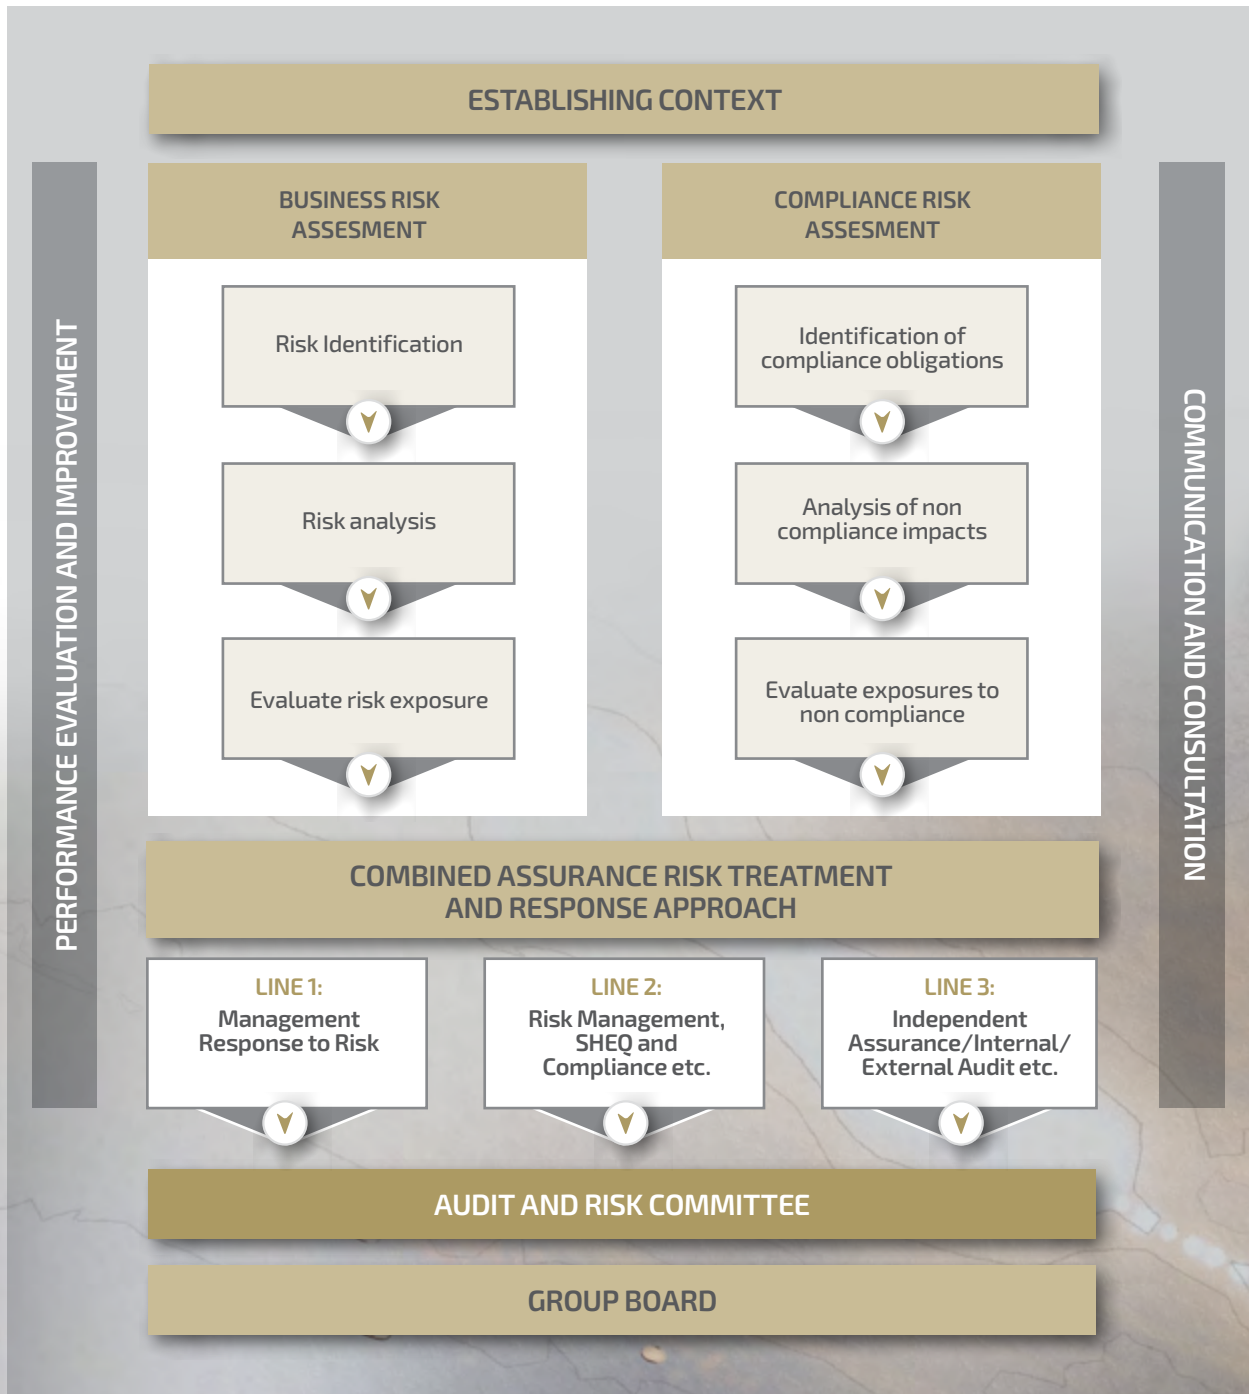 ESTABLISHING CONTEXT
PERFORMANCE EVALUATION AND IMPROVEMENT
BUSINESS RISK
ASSESMENT
Risk Identification
Risk analysis
Evaluate risk exposure
COMPLIANCE RISK
ASSESMENT
Identification of
compliance obligations
Analysis of non
compliance impacts
Evaluate exposures to
non compliance
COMMUNICATION AND CONSULTATION
COMBINED ASSURANCE RISK TREATMENT
AND RESPONSE APPROACH
LINE 1:
Management
Response to Risk
LINE 2:
Risk Management,
SHEQ and
Compliance etc.
LINE 3:
Independent
Assurance/Internal/
External Audit etc.
AUDIT AND RISK COMMITTEE
GROUP BOARD